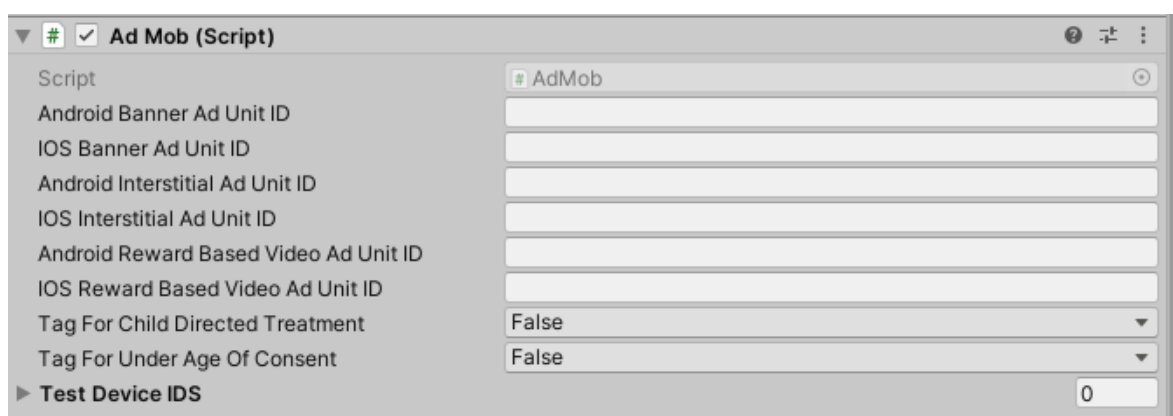 # Ad Mob (Script)
Script # AdMob
Android Banner Ad Unit ID
IOS Banner Ad Unit ID
Android Interstitial Ad Unit ID
IOS Interstitial Ad Unit ID
Android Reward Based Video Ad Unit ID
IOS Reward Based Video Ad Unit ID
Tag For Child Directed Treatment False
Tag For Under Age Of Consent False
Test Device IDS 0